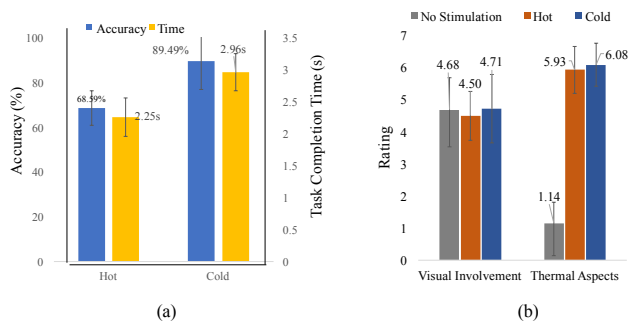 Accuracy Time
Accuracy (%)
100
80
60
40
20
0
68.59%
2.25s
89.49%
2.96s
Hot Cold
3.5
3
2.5
2
1.5
1
0.5
0
Task Completion Time (s)
(a)
No Stimulation Hot Cold
Rating
7
6
5
4
3
2
1
0
4.68
4.50
4.71
1.14
5.93
6.08
Visual Involvement Thermal Aspects
(b)